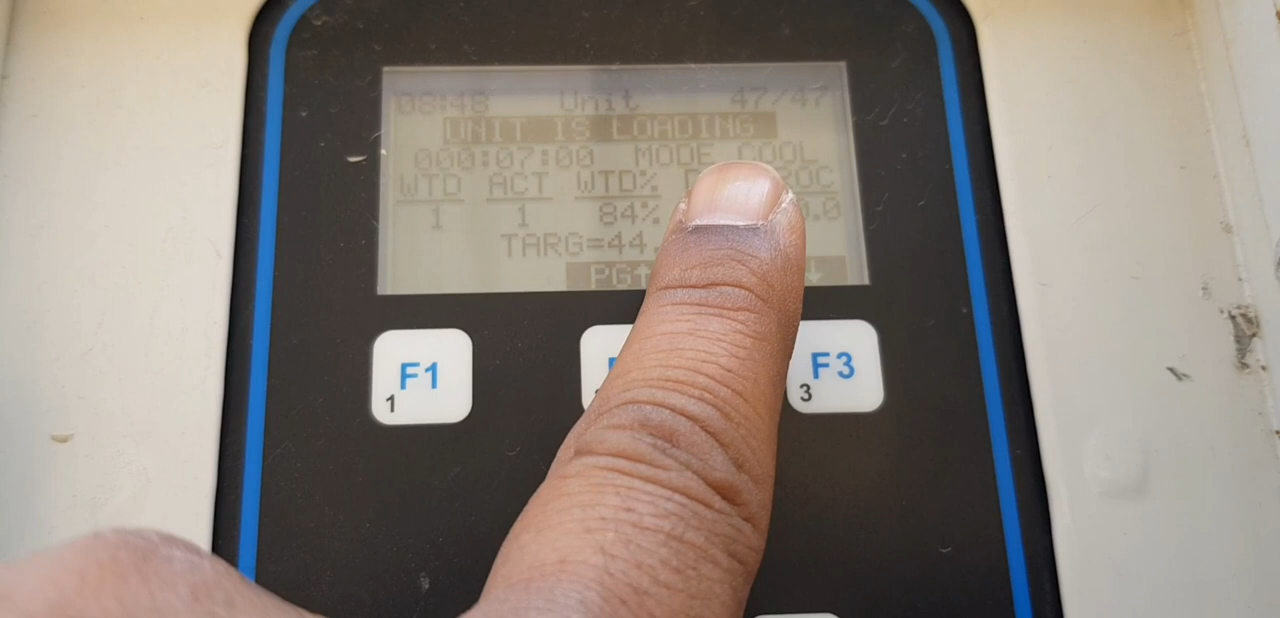 08:48 Unit 47/47
UNIT IS LOADING
000:07:00 MODE COOL
WTD ACT WTD%
1 1 84%
TARG=44.
PG↑ ↓
F1 F3
1 3